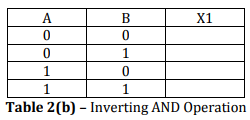 A B X1
0 0
0 1
1 0
1 1
Table 2(b) – Inverting AND Operation